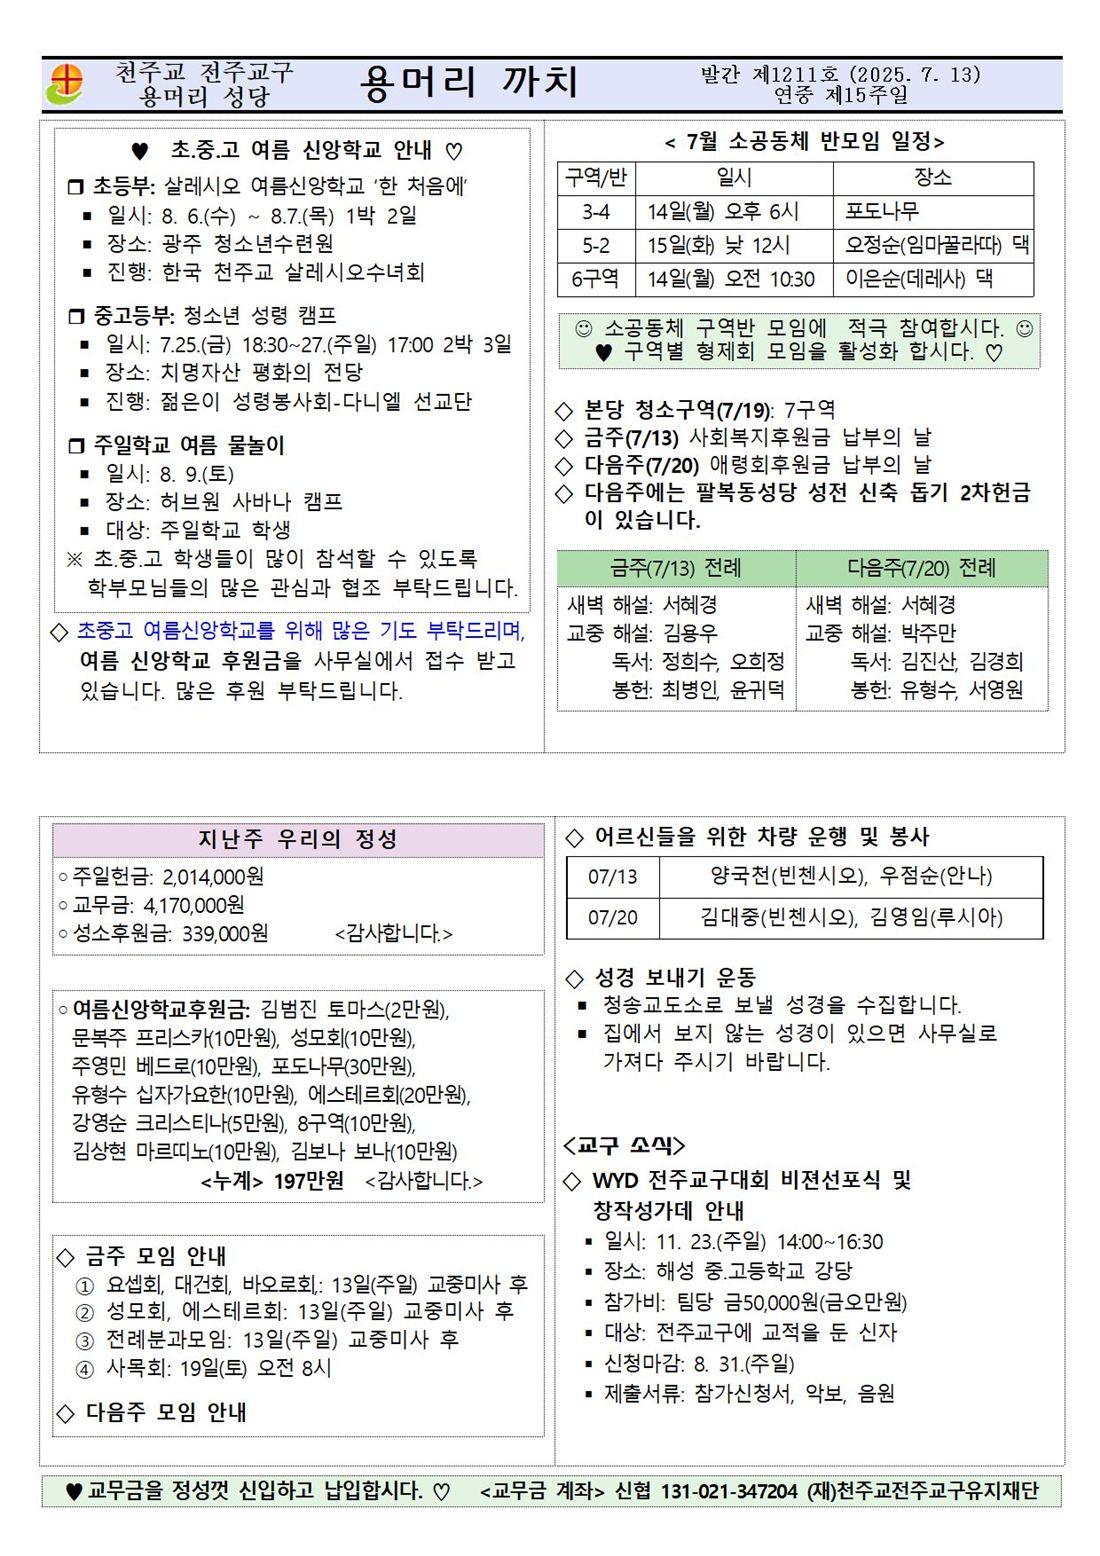 천주교 전주교구
용머리 성당
용머리 까치
발간 제1211호 (2025. 7. 13)
연중 제15주일
♥ 초.중.고 여름 신앙학교 안내 ♡
❒ 초등부: 살레시오 여름신앙학교 '한 처음에'
▪ 일시: 8. 6.(수) ~ 8.7.(목) 1박 2일
▪ 장소: 광주 청소년수련원
▪ 진행: 한국 천주교 살레시오수녀회
❒ 중고등부: 청소년 성령 캠프
▪ 일시: 7.25.(금) 18:30~27.(주일) 17:00 2박 3일
▪ 장소: 치명자산 평화의 전당
▪ 진행: 젊은이 성령봉사회-다니엘 선교단
❒ 주일학교 여름 물놀이
▪ 일시: 8. 9.(토)
▪ 장소: 허브원 사바나 캠프
▪ 대상: 주일학교 학생
※ 초.중.고 학생들이 많이 참석할 수 있도록
학부모님들의 많은 관심과 협조 부탁드립니다.
◇ 초중고 여름신앙학교를 위해 많은 기도 부탁드리며,
여름 신앙학교 후원금을 사무실에서 접수 받고
있습니다. 많은 후원 부탁드립니다.
< 7월 소공동체 반모임 일정>
구역/반 일시 장소
3-4 14일(월) 오후 6시 포도나무
5-2 15일(화) 낮 12시 오정순(임마꿀라따) 댁
6구역 14일(월) 오전 10:30 이은순(데레사) 댁
☺ 소공동체 구역반 모임에 적극 참여합시다. ☺
♥ 구역별 형제회 모임을 활성화 합시다. ♡
◇ 본당 청소구역(7/19): 7구역
◇ 금주(7/13) 사회복지후원금 납부의 날
◇ 다음주(7/20) 애령회후원금 납부의 날
◇ 다음주에는 팔복동성당 성전 신축 돕기 2차헌금
이 있습니다.
금주(7/13) 전례 다음주(7/20) 전례
새벽 해설: 서혜경 새벽 해설: 서혜경
교중 해설: 김용우 교중 해설: 박주만
독서: 정희수, 오희정 독서: 김진산, 김경희
봉헌: 최병인, 윤귀덕 봉헌: 유형수, 서영원
지난주 우리의 정성
○ 주일헌금: 2,014,000원
○ 교무금: 4,170,000원
○ 성소후원금: 339,000원 <감사합니다.>
○ 여름신앙학교후원금: 김범진 토마스(2만원),
문복주 프리스카(10만원), 성모회(10만원),
주영민 베드로(10만원), 포도나무(30만원),
유형수 십자가요한(10만원), 에스테르회(20만원),
강영순 크리스티나(5만원), 8구역(10만원),
김상현 마르띠노(10만원), 김보나 보나(10만원)
<누계> 197만원 <감사합니다.>
◇ 금주 모임 안내
① 요셉회, 대건회, 바오로회,: 13일(주일) 교중미사 후
② 성모회, 에스테르회: 13일(주일) 교중미사 후
③ 전례분과모임: 13일(주일) 교중미사 후
④ 사목회: 19일(토) 오전 8시
◇ 다음주 모임 안내
◇ 어르신들을 위한 차량 운행 및 봉사
07/13 양국천(빈첸시오), 우점순(안나)
07/20 김대중(빈첸시오), 김영임(루시아)
◇ 성경 보내기 운동
▪ 청송교도소로 보낼 성경을 수집합니다.
▪ 집에서 보지 않는 성경이 있으면 사무실로
가져다 주시기 바랍니다.
<교구 소식>
◇ WYD 전주교구대회 비젼선포식 및
창작성가데 안내
▪ 일시: 11. 23.(주일) 14:00~16:30
▪ 장소: 해성 중.고등학교 강당
▪ 참가비: 팀당 금50,000원(금오만원)
▪ 대상: 전주교구에 교적을 둔 신자
▪ 신청마감: 8. 31.(주일)
▪ 제출서류: 참가신청서, 악보, 음원
♥ 교무금을 정성껏 신입하고 납입합시다. ♡ <교무금 계좌> 신협 131-021-347204 (재)천주교전주교구유지재단